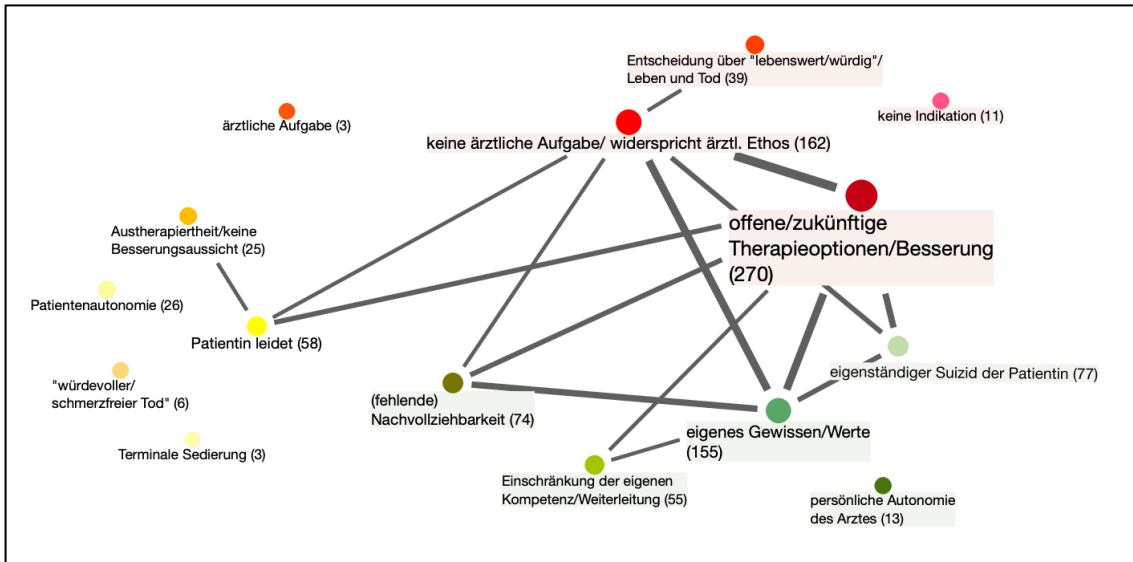 Entscheidung über "lebenswert/würdig"/
Leben und Tod (39)
keine Indikation (11)
ärztliche Aufgabe (3)
keine ärztliche Aufgabe/ widerspricht ärztl. Ethos (162)
offene/zukünftige
Therapieoptionen/Besserung
(270)
Austherapiertheit/keine
Besserungsaussicht (25)
Patientenautonomie (26)
Patientin leidet (58)
eigenständiger Suizid der Patientin (77)
"würdevoller/
schmerzfreier Tod" (6)
(fehlende)
Nachvollziehbarkeit (74)
eigenes Gewissen/Werte
(155)
Terminale Sedierung (3)
Einschränkung der eigenen
Kompetenz/Weiterleitung (55)
persönliche Autonomie
des Arztes (13)